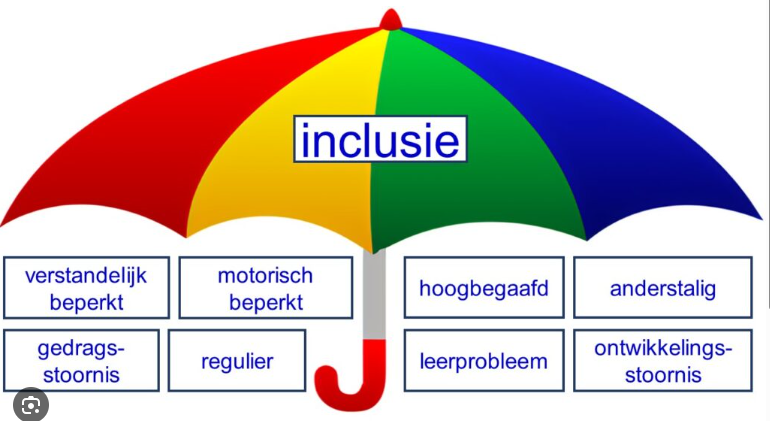 inclusie
verstandelijk
beperkt
motorisch
beperkt
hoogbegaafd
anderstalig
gedrags-
stoornis
regulier
leerprobleem
ontwikkelings-
stoornis